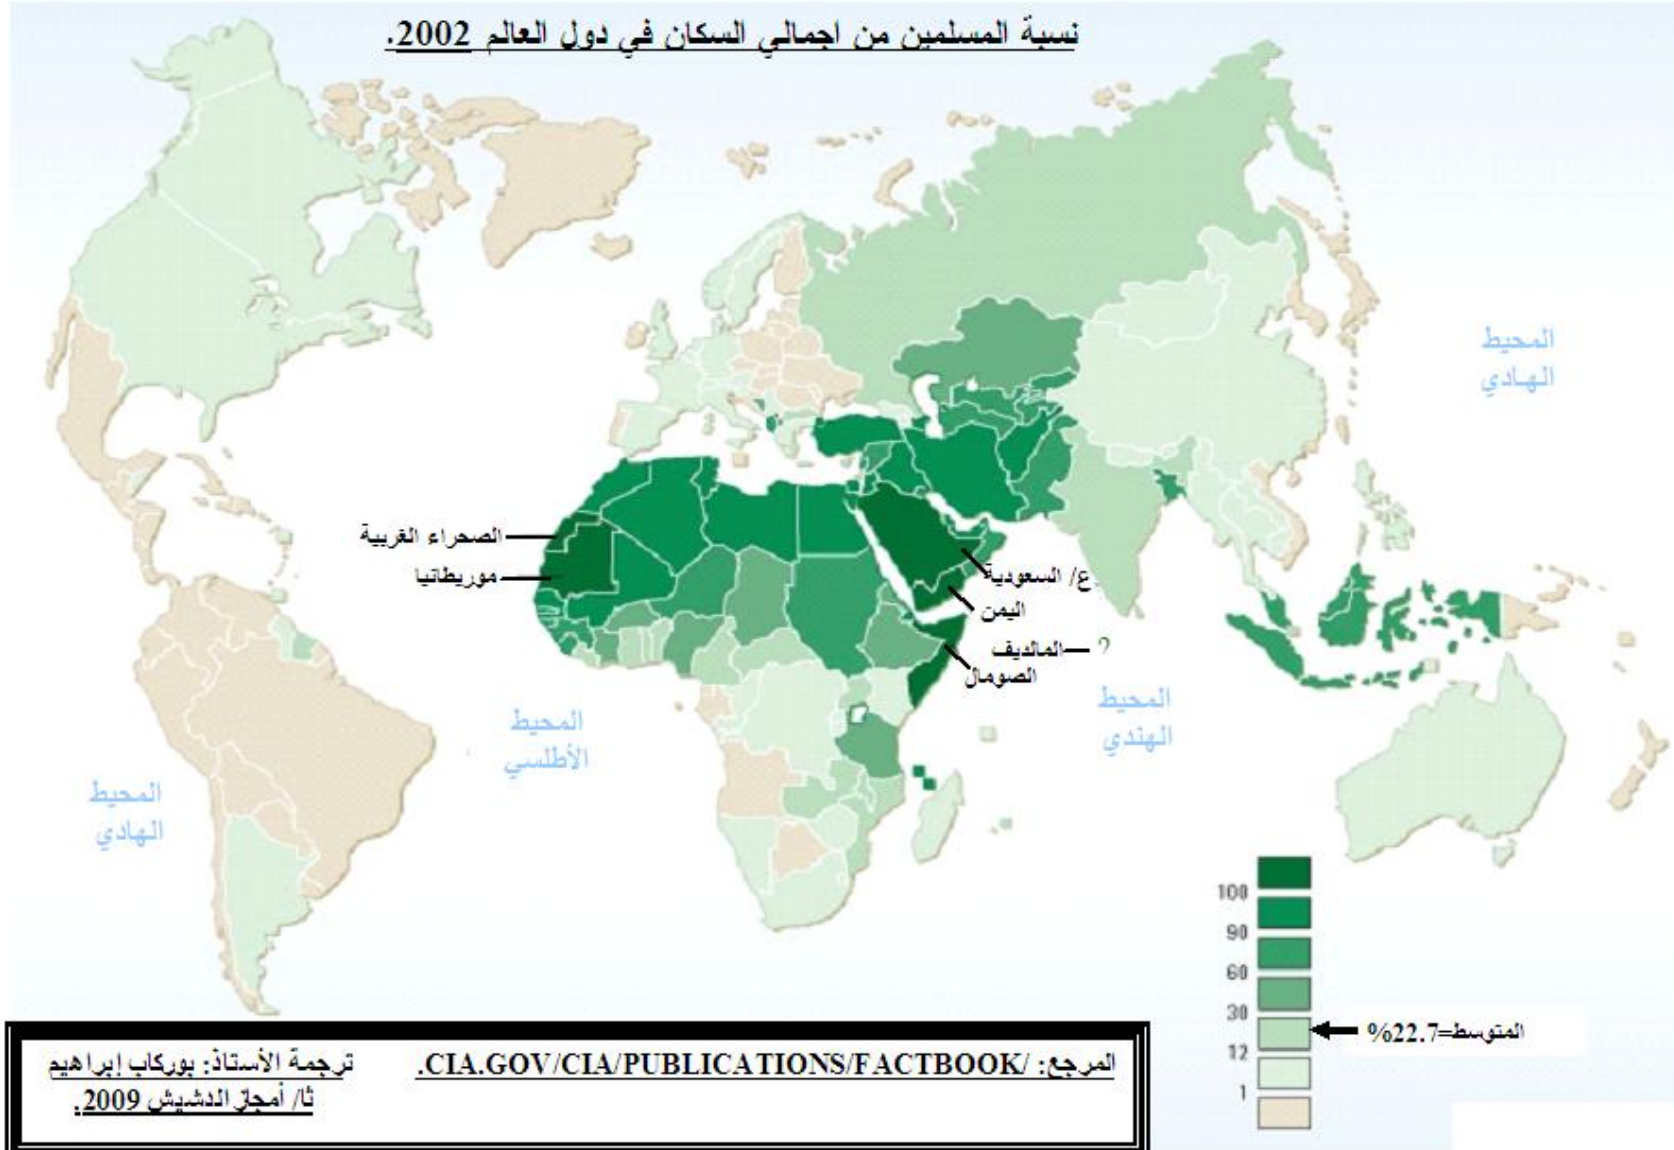 نسبة المسلمين من اجمالي السكان في دول العالم 2002.
المحيط
الهادي
الصحراء الغربية
موريطانيا
ع/ السعودية
اليمن
المالديف ?
الصومال
المحيط
الهندي
المحيط
الأطلسي
المحيط
الهادي
100
90
60
30
12
1
المتوسط=22.7%
المرجع: /CIA.GOV/CIA/PUBLICATIONS/FACTBOOK.
ترجمة الأستاذ: بوركاب إبراهيم
ثا/ أمجاز الدشيش 2009.